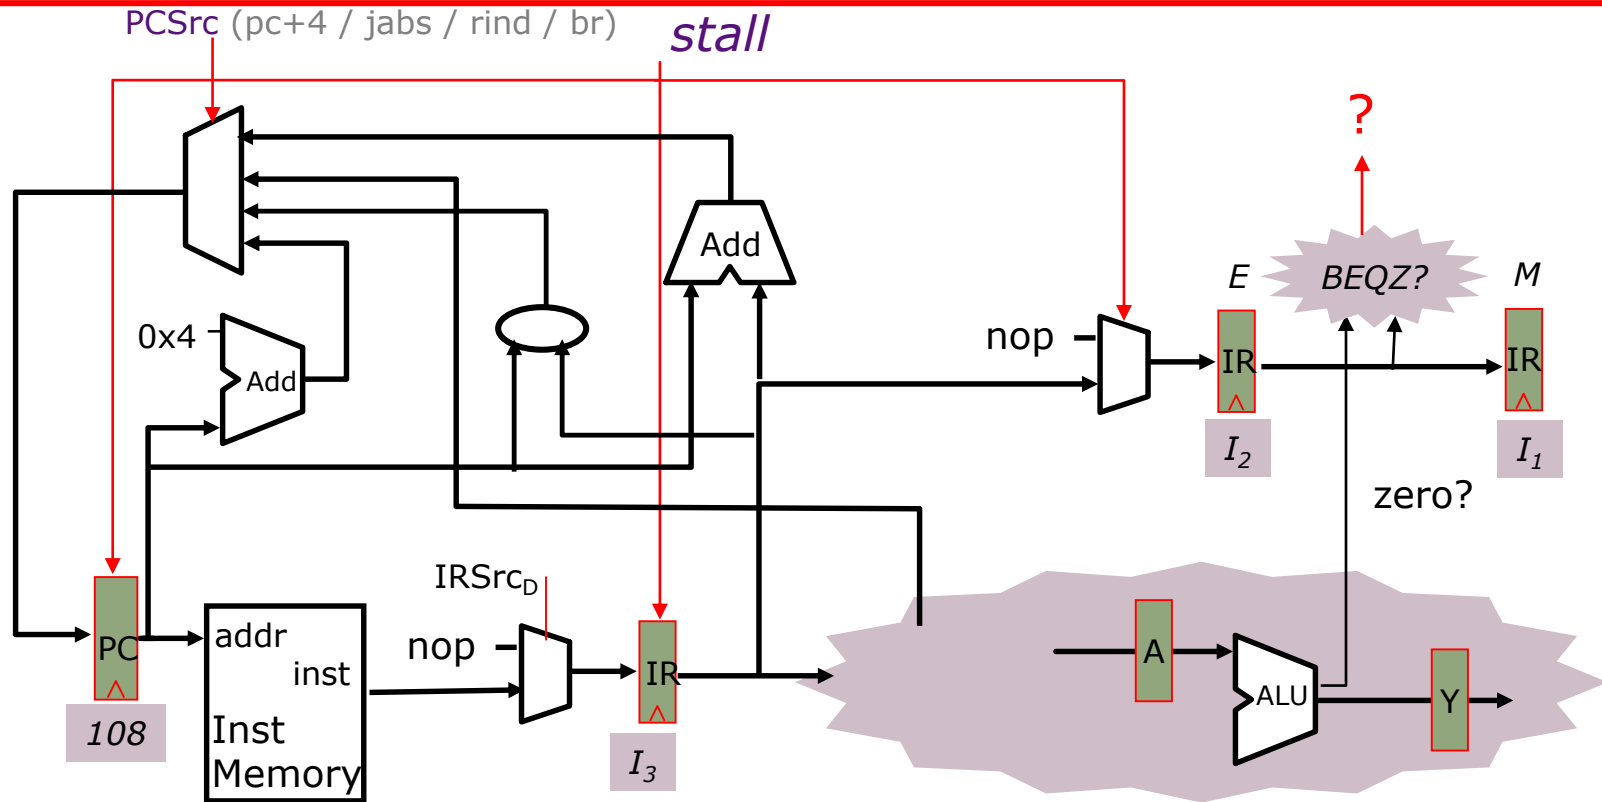 PCSrc (pc+4 / jabs / rind / br)
stall
?
E
BEQZ?
M
Add
0x4
Add
nop
IR
IR
I₂
I₁
zero?
IRSrc_D
nop
PC
addr
inst
Inst
Memory
IR
A
ALU
Y
108
I₃